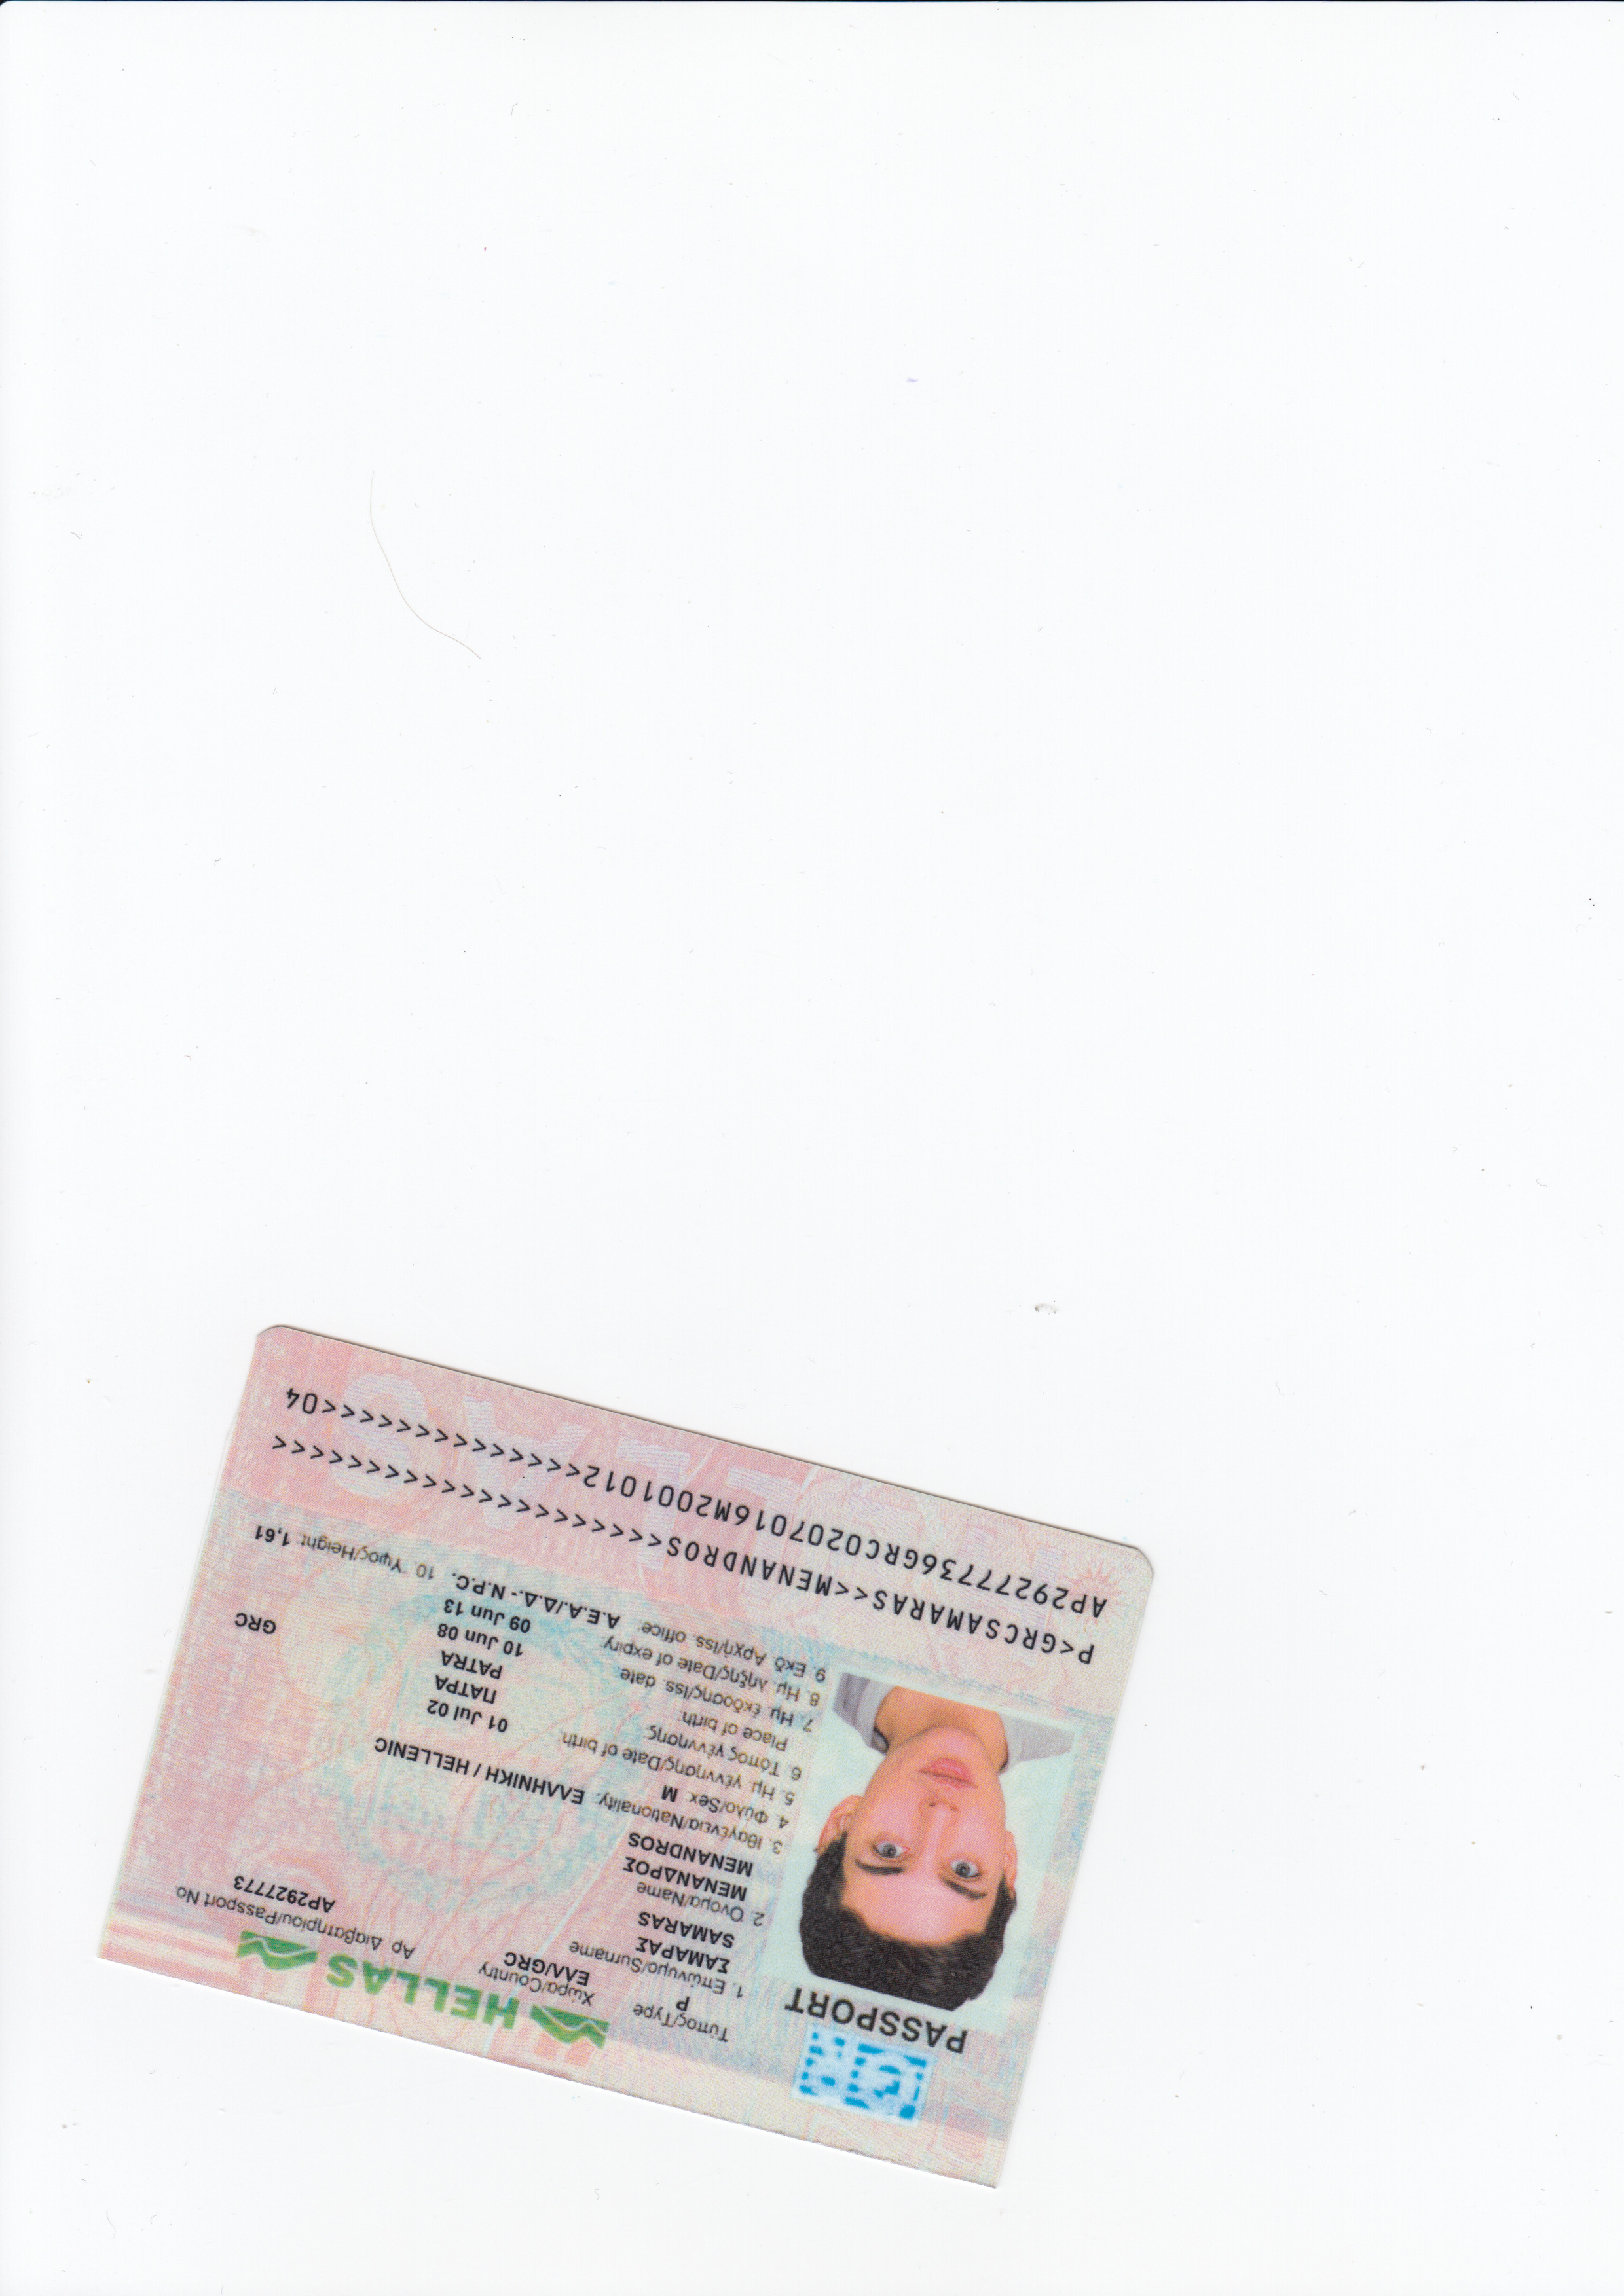 PASSPORT
HELLAS
Τύπος/Type
P
Χώρα/Country
ΕΛΛ/GRC
Αρ. Διαβατηρίου/Passport No.
AP2927773
1. Επώνυμο/Surname
ΣΑΜΑΡΑΣ
SAMARAS
2. Όνομα/Name
ΜΕΝΑΝΔΡΟΣ
MENANDROS
3. Ιθαγένεια/Nationality. ΕΛΛΗΝΙΚΗ / HELLENIC
4. Φύλο/Sex. M
5. Ημ. γέννησης/Date of birth. 01 Jul 02
6. Τόπος γέννησης. ΠΑΤΡΑ
Place of birth. PATRA
GRC
7. Ημ. έκδοσης/Iss. date. 10 Jun 08
8. Ημ. λήξης/Date of expiry. 09 Jun 13
9. Εκδ. Αρχή/Iss. office. Α.Ε.Α./Δ.Δ.- N.P.C. 10. Ύψος/Height. 1,61
P<GRCSAMARAS<<MENANDROS<<<<<<<<<<<<<<<<<<<<<
AP29277736GRC0207016M2001012<<<<<<<<<<<<<<04